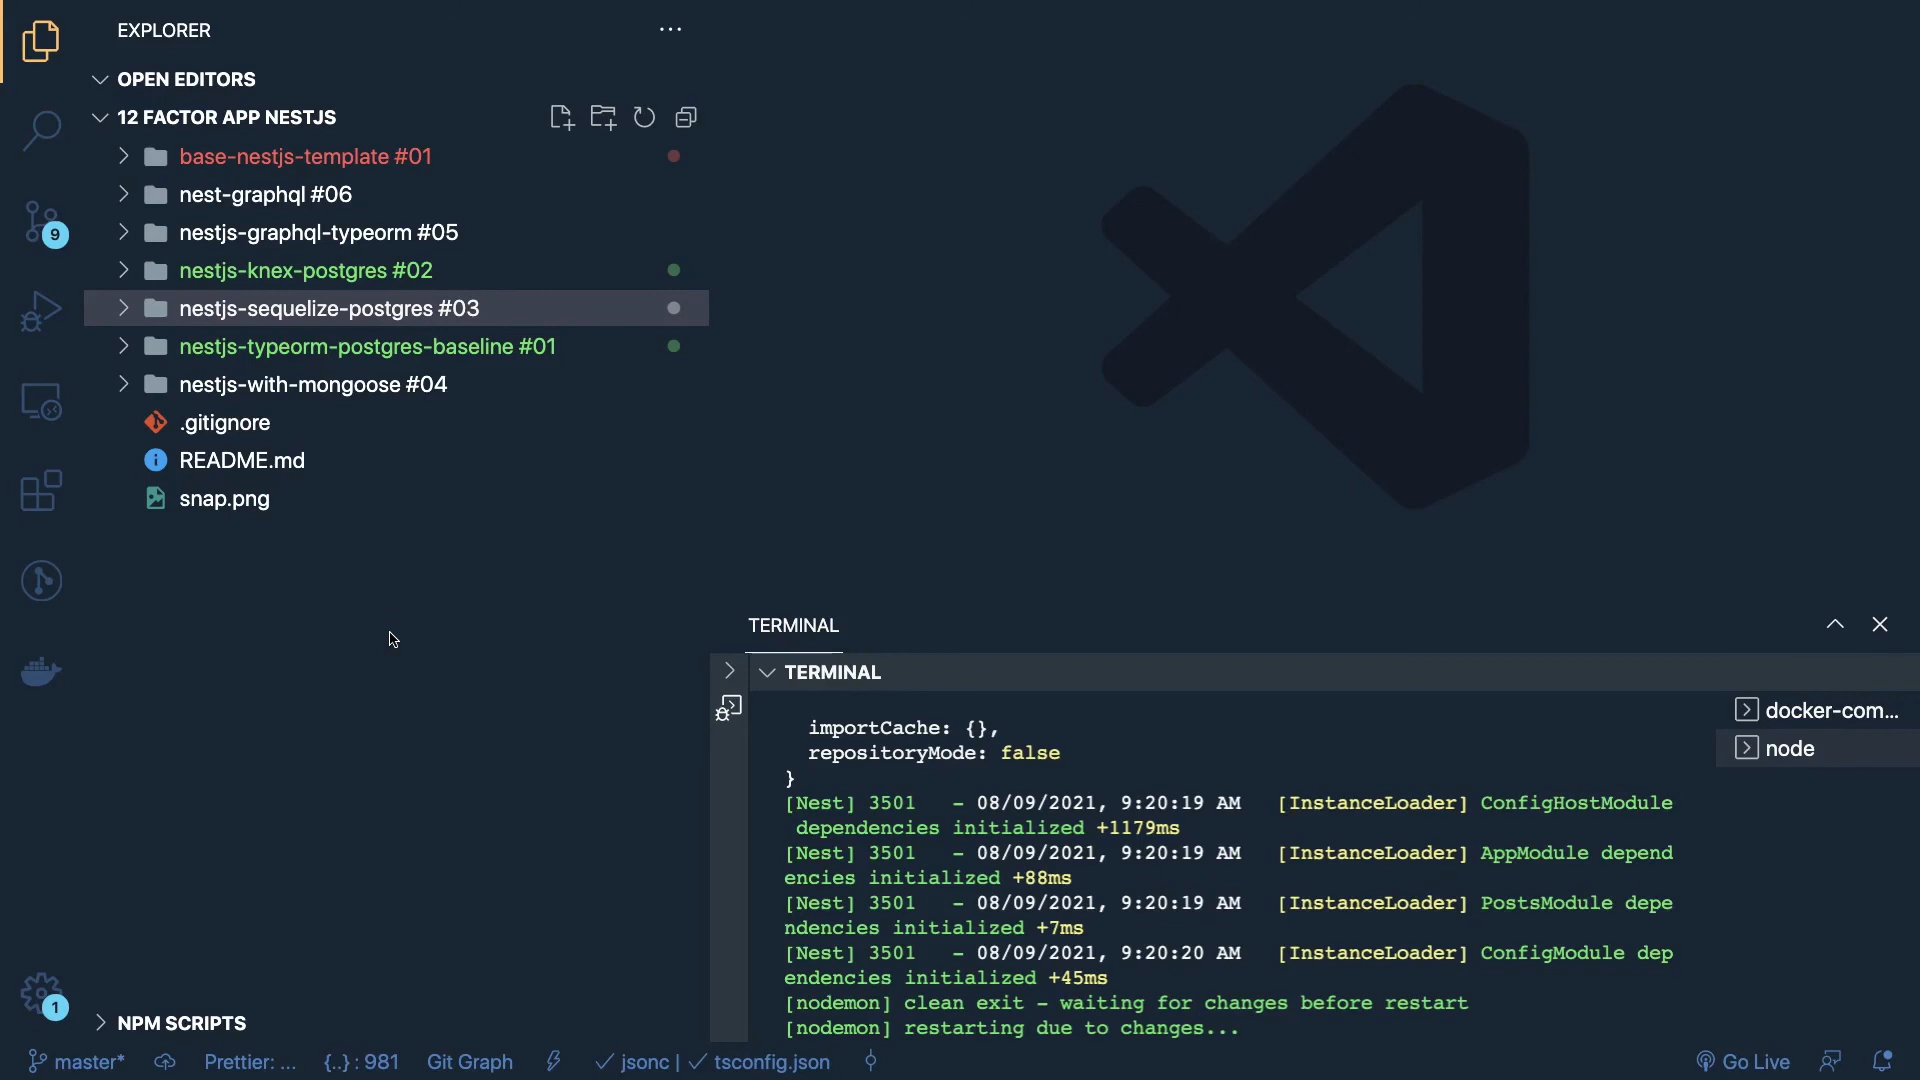 EXPLORER
OPEN EDITORS
12 FACTOR APP NESTJS
base-nestjs-template #01
nest-graphql #06
nestjs-graphql-typeorm #05
nestjs-knex-postgres #02
nestjs-sequelize-postgres #03
nestjs-typeorm-postgres-baseline #01
nestjs-with-mongoose #04
.gitignore
README.md
snap.png
9
1
NPM SCRIPTS
TERMINAL
TERMINAL
docker-com...
node
importCache: {},
repositoryMode: false
}
[Nest] 3501   - 08/09/2021, 9:20:19 AM   [InstanceLoader] ConfigHostModule
dependencies initialized +1179ms
[Nest] 3501   - 08/09/2021, 9:20:19 AM   [InstanceLoader] AppModule depend
encies initialized +88ms
[Nest] 3501   - 08/09/2021, 9:20:19 AM   [InstanceLoader] PostsModule depe
ndencies initialized +7ms
[Nest] 3501   - 08/09/2021, 9:20:20 AM   [InstanceLoader] ConfigModule dep
endencies initialized +45ms
[nodemon] clean exit - waiting for changes before restart
[nodemon] restarting due to changes...
master* Prettier: ... {..} : 981 Git Graph jsonc | tsconfig.json Go Live